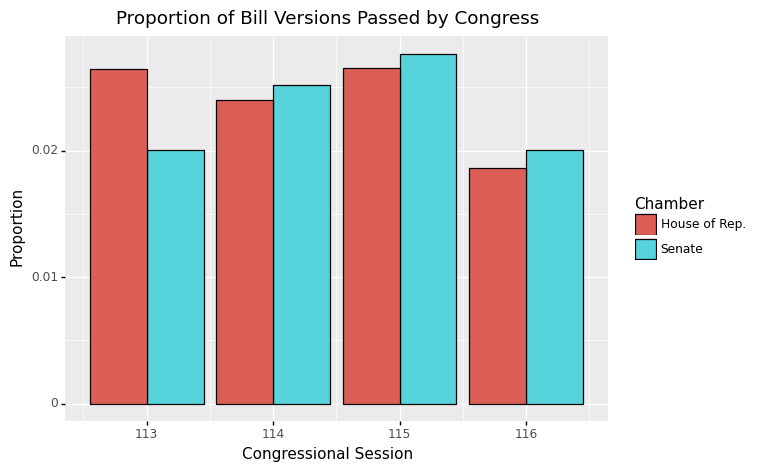 Proportion of Bill Versions Passed by Congress
Proportion
0.02
0.01
0
113 114 115 116
Congressional Session
Chamber
House of Rep.
Senate